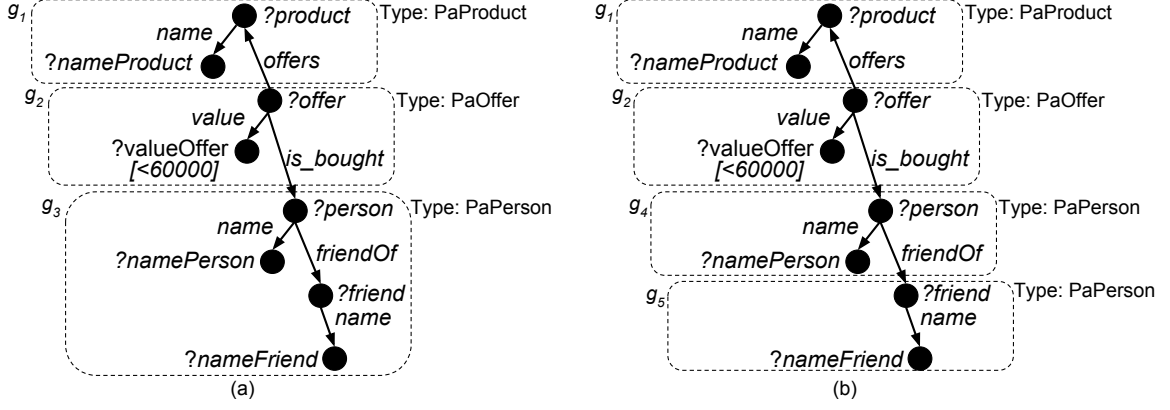 g1 ?product Type: PaProduct
name
?nameProduct offers
g2 ?offer Type: PaOffer
value
?valueOffer
[<60000] is_bought
g3 ?person Type: PaPerson
name
?namePerson friendOf
?friend
name
?nameFriend
(a)
g1 ?product Type: PaProduct
name
?nameProduct offers
g2 ?offer Type: PaOffer
value
?valueOffer
[<60000] is_bought
g4 ?person Type: PaPerson
name
?namePerson friendOf
g5 ?friend Type: PaPerson
name
?nameFriend
(b)